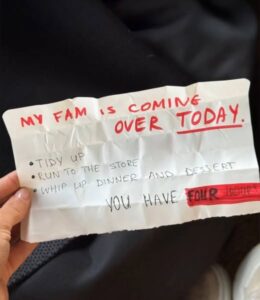 MY FAM IS COMING
OVER TODAY.
• TIDY UP
• RUN TO THE STORE
• WHIP UP DINNER AND DESSERT
YOU HAVE FOUR